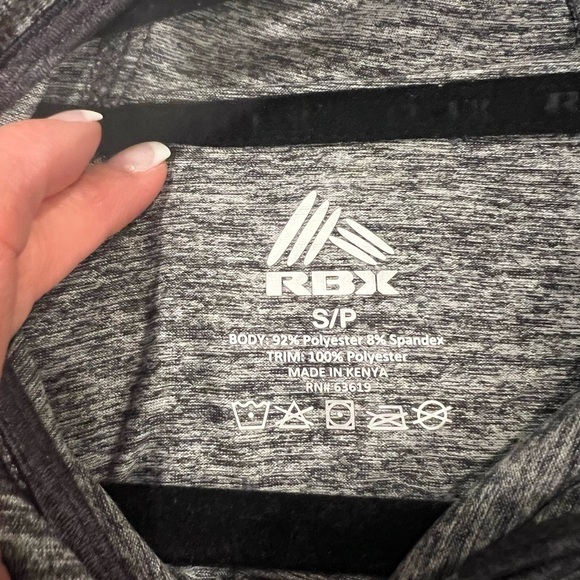 RBX
S/P
BODY: 92% Polyester 8% Spandex
TRIM: 100% Polyester
MADE IN KENYA
RN# 63619